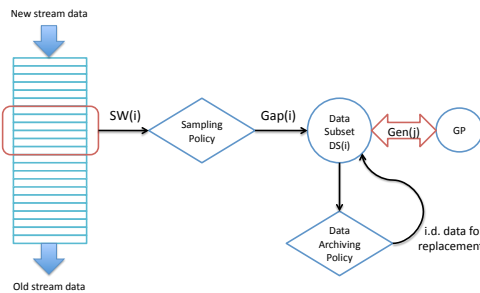 New stream data
SW(i)
Sampling
Policy
Gap(i)
Data
Subset
DS(i)
Gen(j)
GP
Data
Archiving
Policy
i.d. data fo
replacement
Old stream data